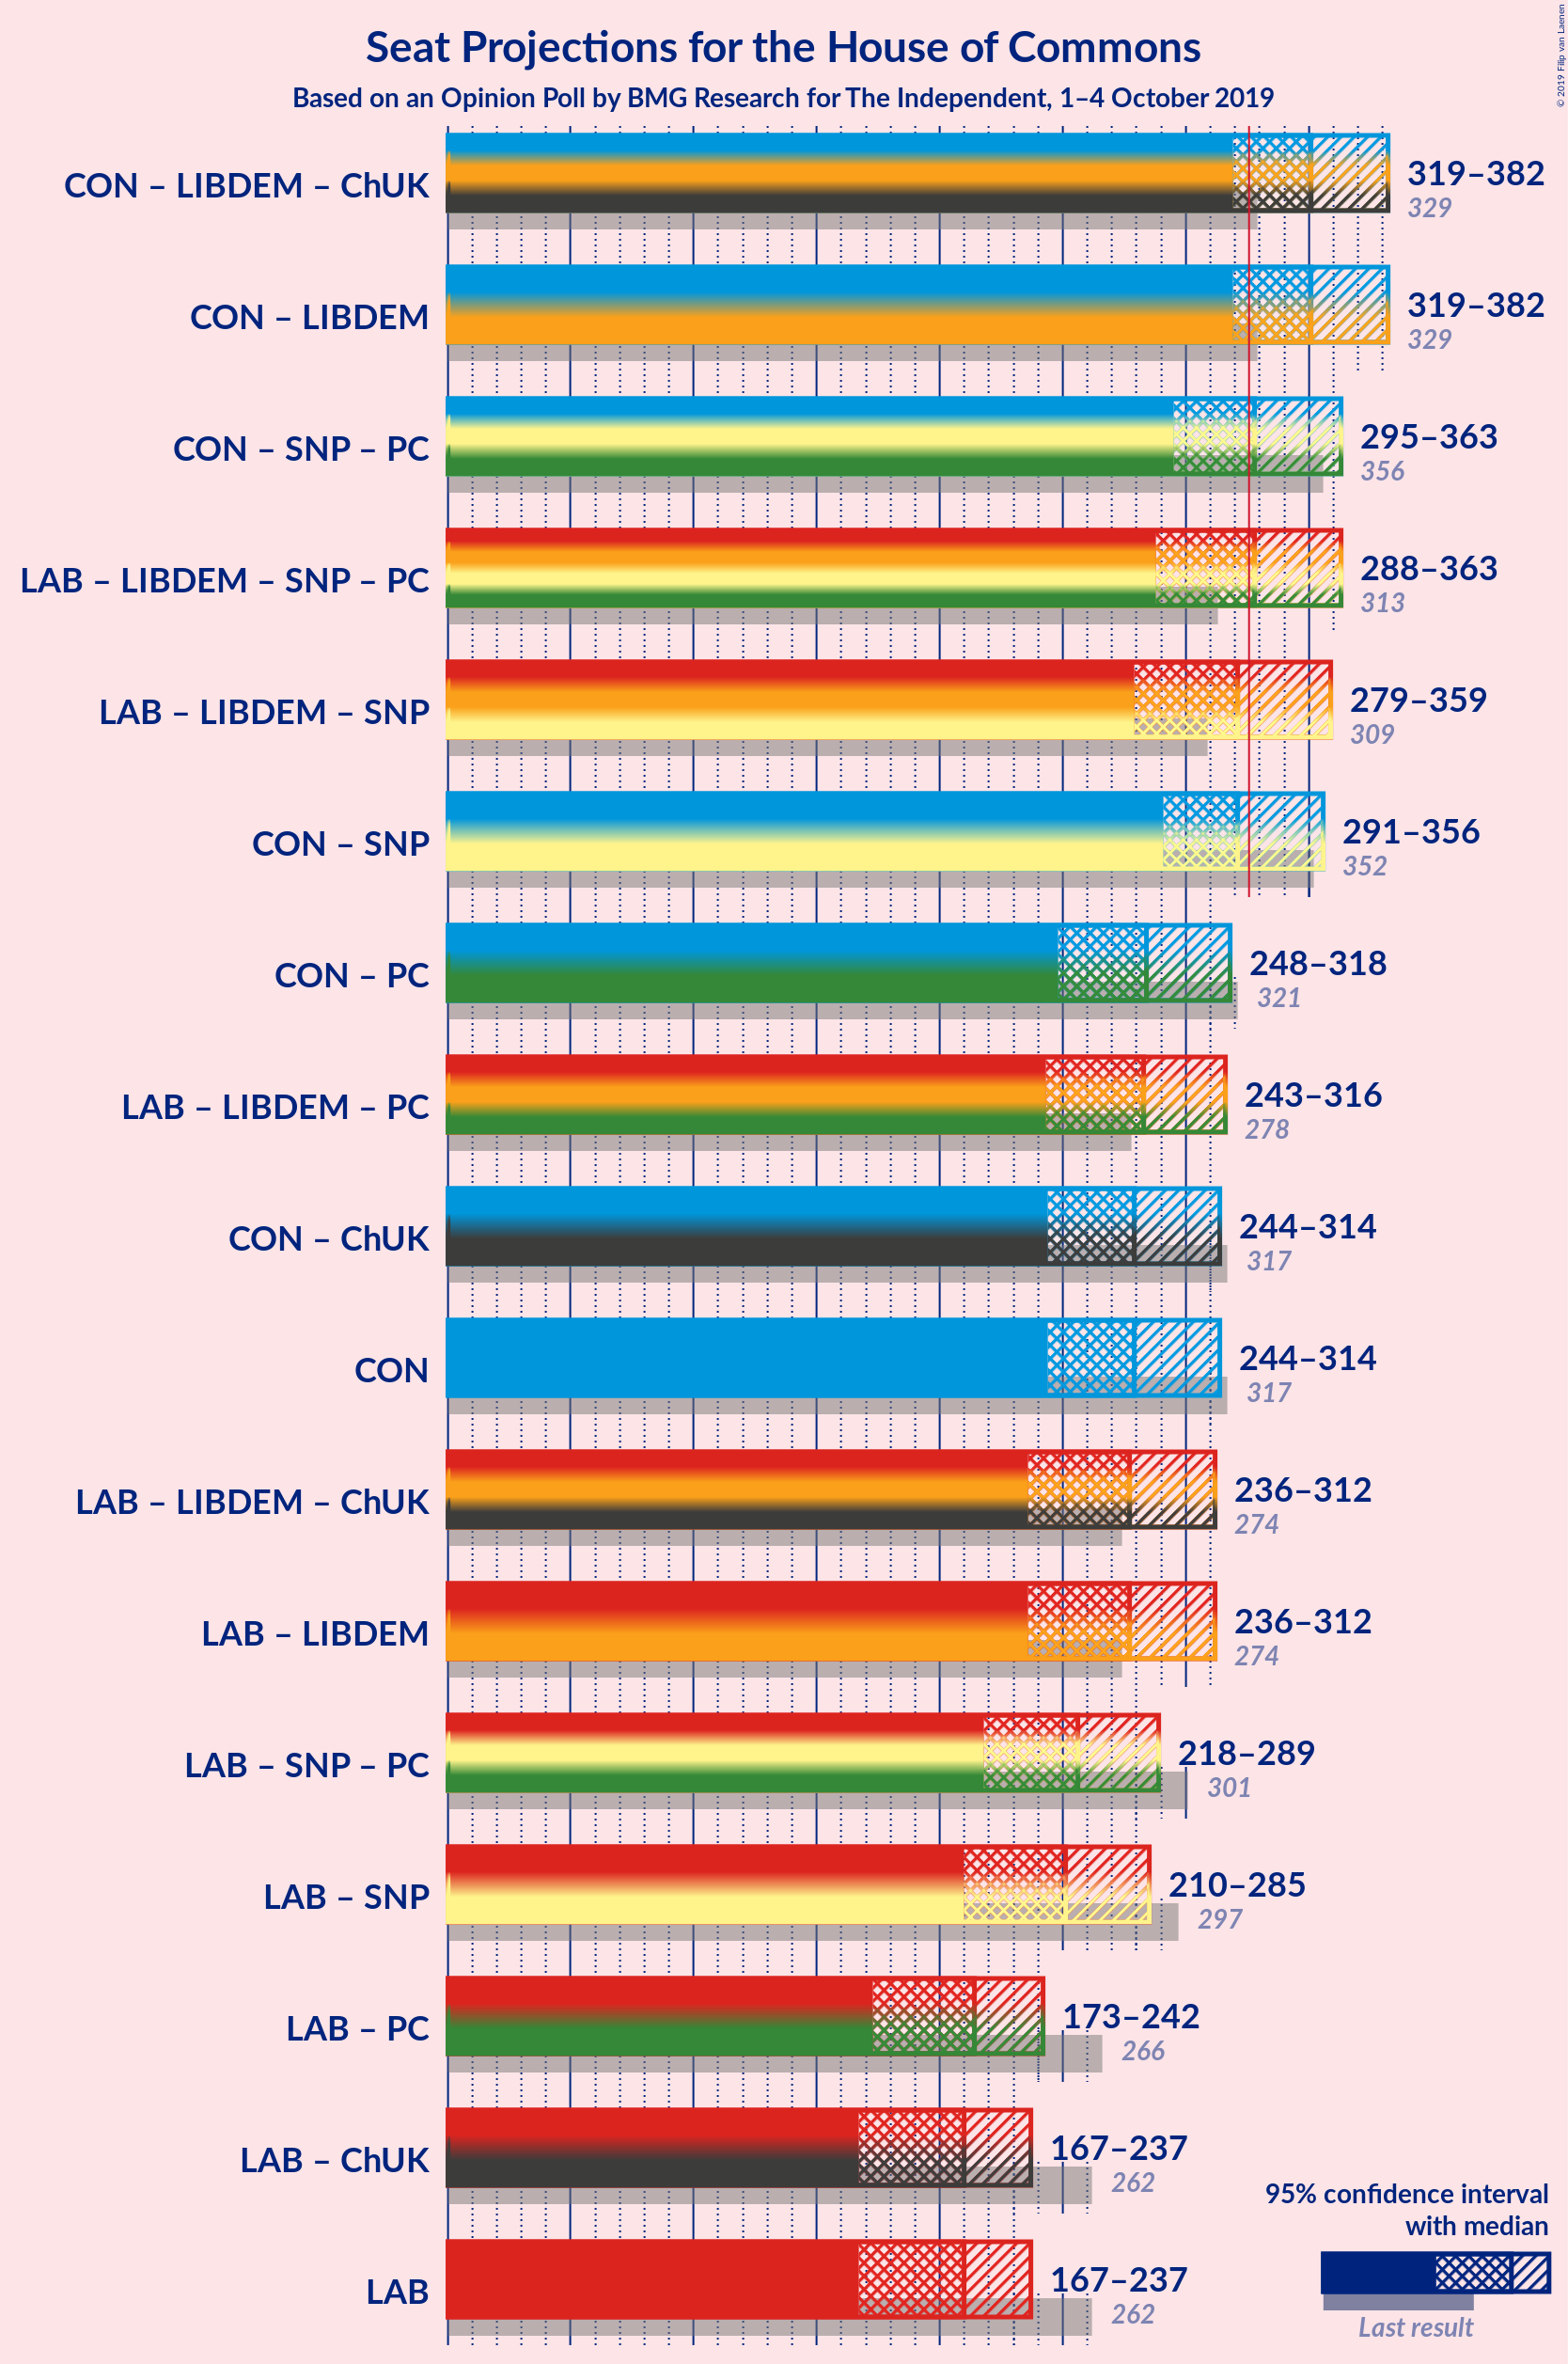 © 2019 Filip van Laenen
Seat Projections for the House of Commons
Based on an Opinion Poll by BMG Research for The Independent, 1–4 October 2019
CON – LIBDEM – ChUK
319–382
329
CON – LIBDEM
319–382
329
CON – SNP – PC
295–363
356
LAB – LIBDEM – SNP – PC
288–363
313
LAB – LIBDEM – SNP
279–359
309
CON – SNP
291–356
352
CON – PC
248–318
321
LAB – LIBDEM – PC
243–316
278
CON – ChUK
244–314
317
CON
244–314
317
LAB – LIBDEM – ChUK
236–312
274
LAB – LIBDEM
236–312
274
LAB – SNP – PC
218–289
301
LAB – SNP
210–285
297
LAB – PC
173–242
266
LAB – ChUK
167–237
262
LAB
167–237
262
95% confidence interval
with median
Last result